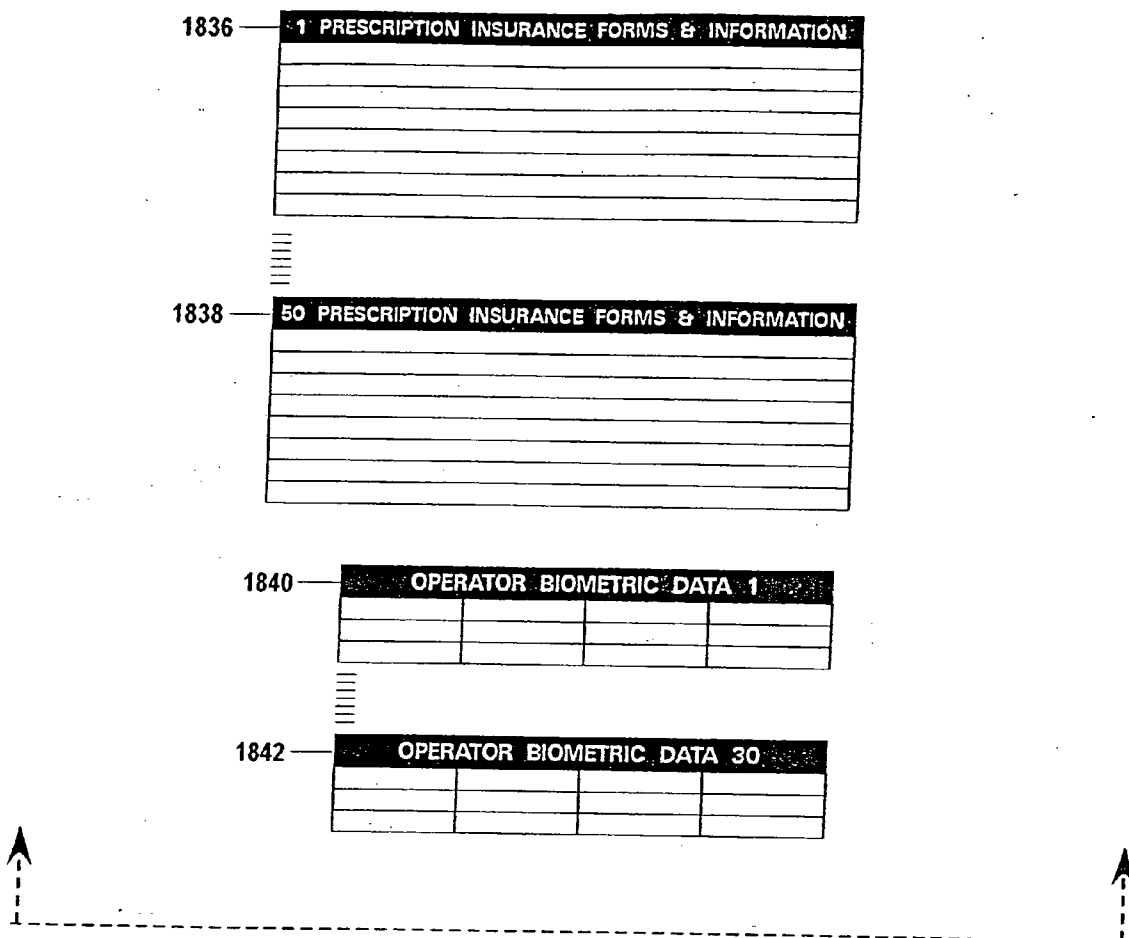 1836 1 PRESCRIPTION INSURANCE FORMS & INFORMATION
1838 50 PRESCRIPTION INSURANCE FORMS & INFORMATION
1840 OPERATOR BIOMETRIC DATA 1
1842 OPERATOR BIOMETRIC DATA 30